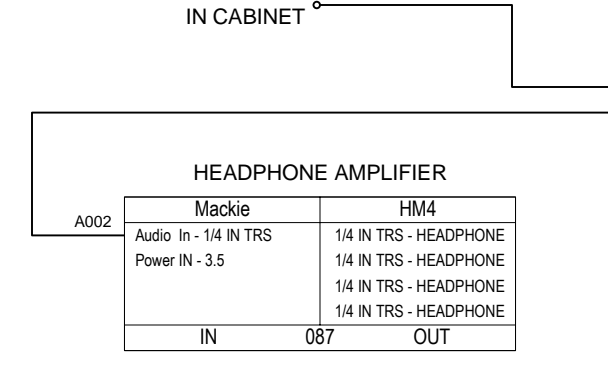 IN CABINET
HEADPHONE AMPLIFIER
Mackie HM4
A002
Audio In - 1/4 IN TRS 1/4 IN TRS - HEADPHONE
Power IN - 3.5 1/4 IN TRS - HEADPHONE
1/4 IN TRS - HEADPHONE
1/4 IN TRS - HEADPHONE
IN 087 OUT